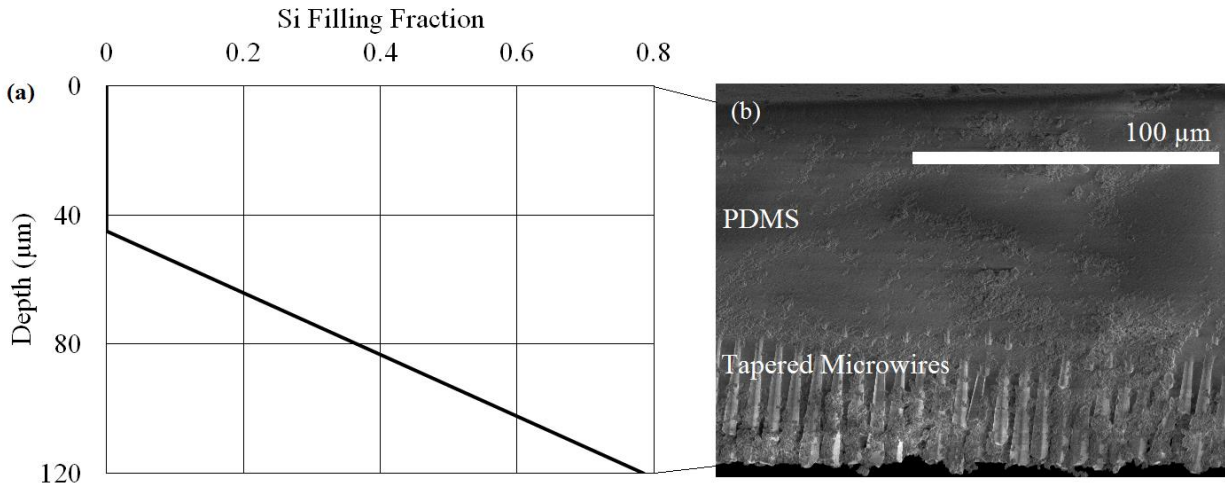 Si Filling Fraction
0 0.2 0.4 0.6 0.8
(a)
0
40
80
120
Depth (µm)
(b)
100 µm
PDMS
Tapered Microwires